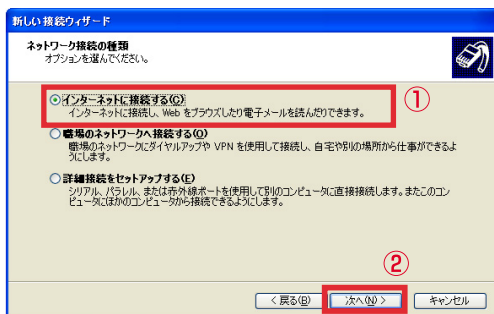 新しい接続ウィザード
ネットワーク接続の種類
オプションを選んでください。
インターネットに接続する(C)
インターネットに接続し、Web をブラウズしたり電子メールを読んだりできます。
①
職場のネットワークへ接続する(O)
職場のネットワークにダイヤルアップや VPN を使用して接続し、自宅や別の場所から仕事ができるよ
うにします。
詳細接続をセットアップする(E)
シリアル、パラレル、または赤外線ポートを使用して別のコンピュータに直接接続します。またこのコン
ピュータにほかのコンピュータから接続できるようにします。
②
< 戻る(B)
次へ(N) >
キャンセル